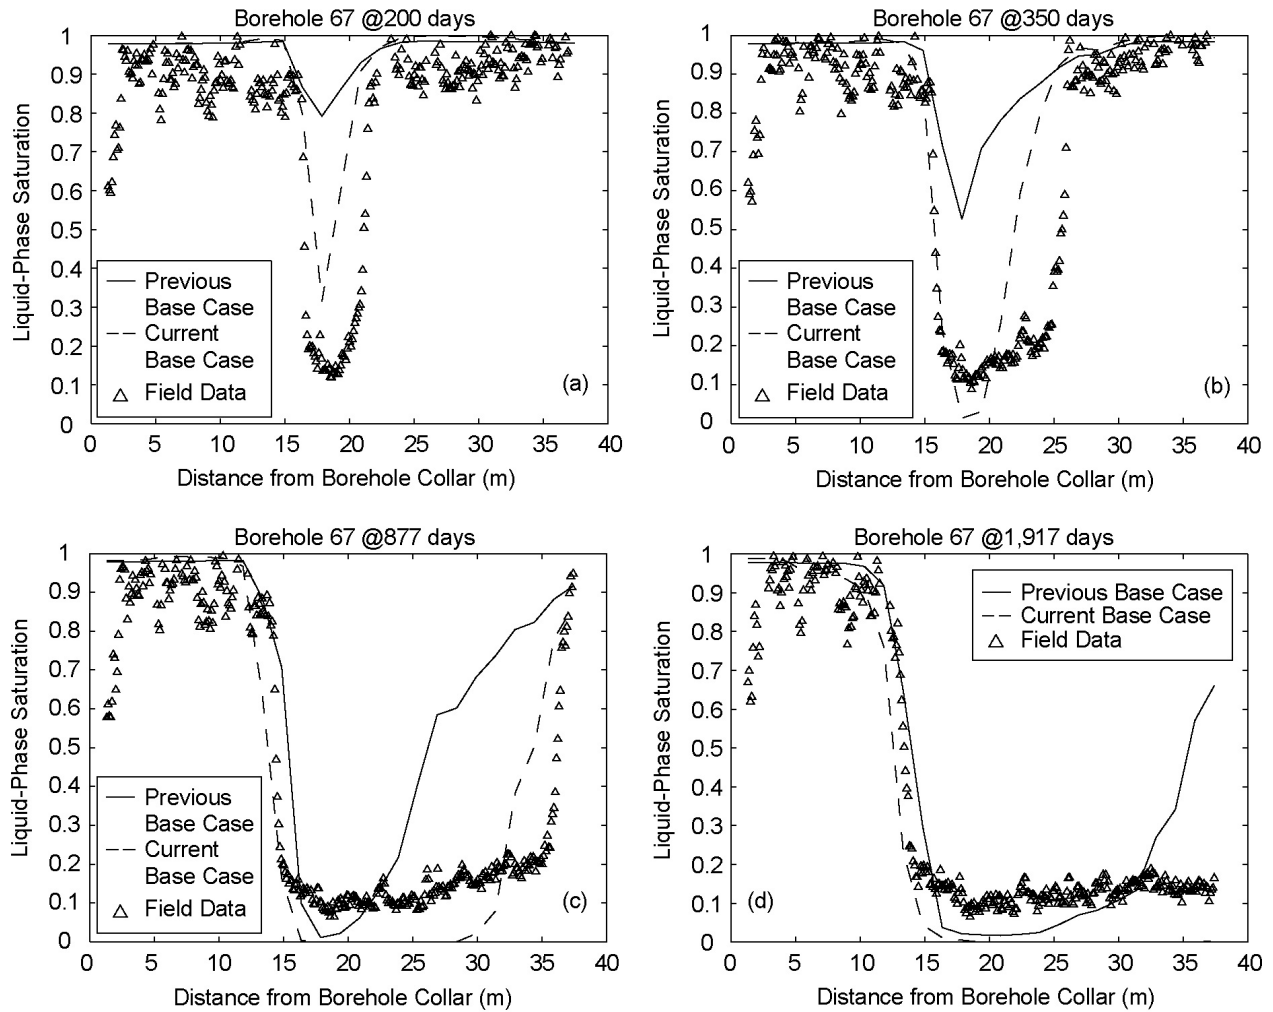 Borehole 67 @200 days
1
0.9
0.8
0.7
0.6
0.5
0.4
0.3
0.2
0.1
0
Liquid-Phase Saturation
Previous
Base Case
Current
Base Case
Field Data
(a)
0 5 10 15 20 25 30 35 40
Distance from Borehole Collar (m)
Borehole 67 @350 days
1
0.9
0.8
0.7
0.6
0.5
0.4
0.3
0.2
0.1
0
Liquid-Phase Saturation
Previous
Base Case
Current
Base Case
Field Data
(b)
0 5 10 15 20 25 30 35 40
Distance from Borehole Collar (m)
Borehole 67 @877 days
1
0.9
0.8
0.7
0.6
0.5
0.4
0.3
0.2
0.1
0
Liquid-Phase Saturation
Previous
Base Case
Current
Base Case
Field Data
(c)
0 5 10 15 20 25 30 35 40
Distance from Borehole Collar (m)
Borehole 67 @1,917 days
1
0.9
0.8
0.7
0.6
0.5
0.4
0.3
0.2
0.1
0
Liquid-Phase Saturation
Previous Base Case
Current Base Case
Field Data
(d)
0 5 10 15 20 25 30 35 40
Distance from Borehole Collar (m)